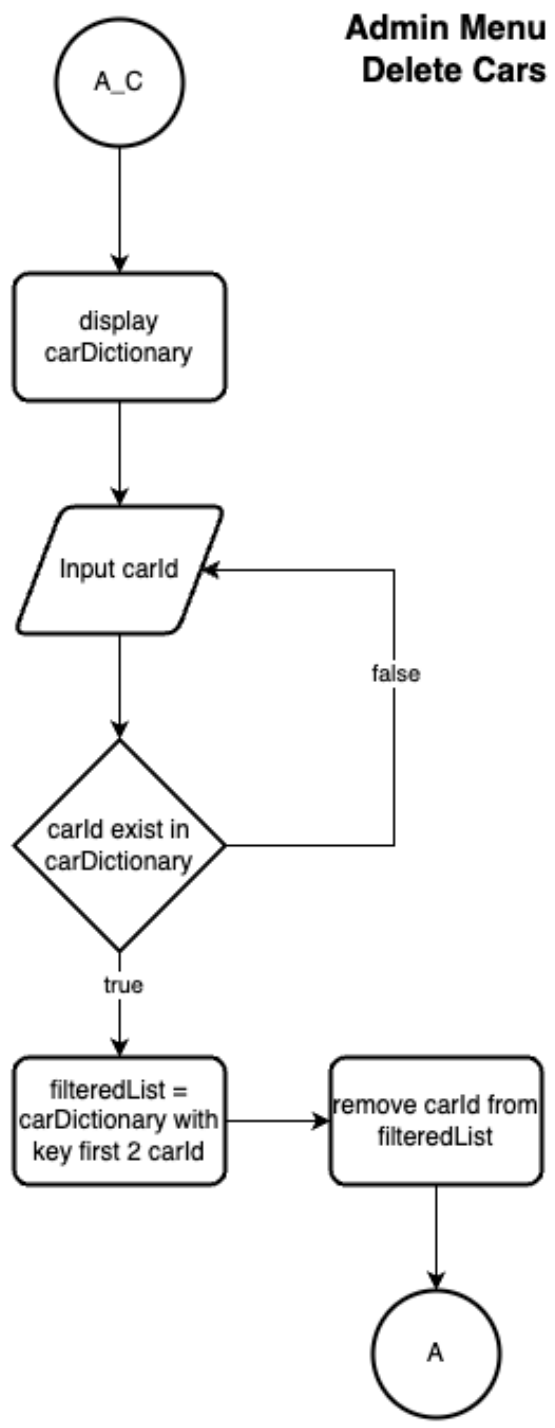 Admin Menu
Delete Cars
A_C
display
carDictionary
Input carId
false
carId exist in
carDictionary
true
filteredList =
carDictionary with
key first 2 carId
remove carId from
filteredList
A